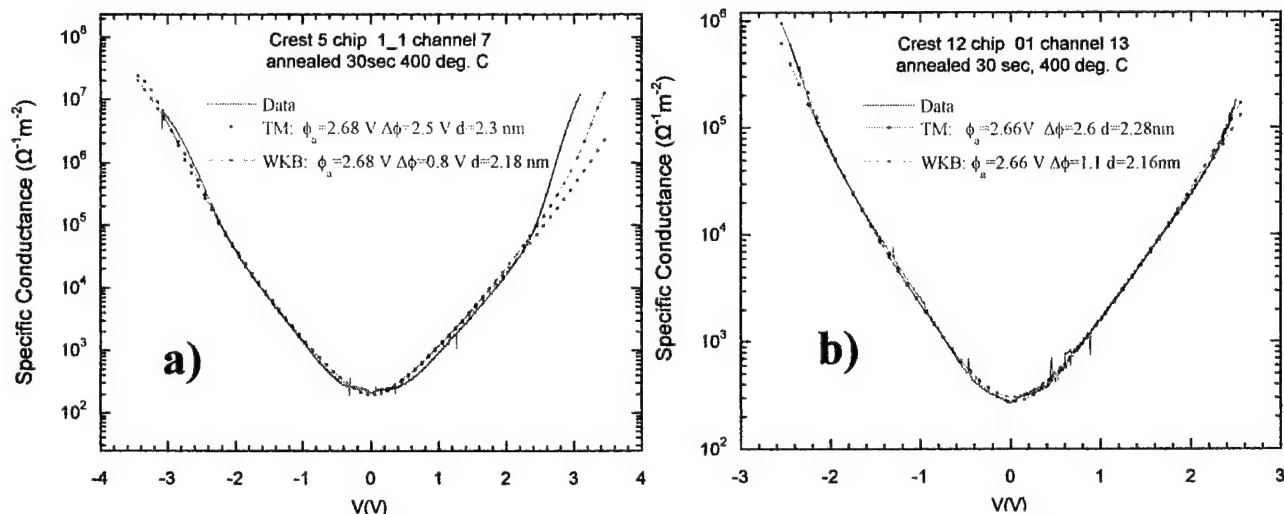 Crest 5 chip 1_1 channel 7
annealed 30sec 400 deg. C
Data
TM: ϕₐ=2.68 V Δϕ=2.5 V d=2.3 nm
WKB: ϕₐ=2.68 V Δϕ=0.8 V d=2.18 nm
Specific Conductance (Ω⁻¹m⁻²)
10⁸
10⁷
10⁶
10⁵
10⁴
10³
10²
a)
-4 -3 -2 -1 0 1 2 3 4
V(V)
Crest 12 chip 01 channel 13
annealed 30 sec, 400 deg. C
Data
TM: ϕₐ=2.66V Δϕ=2.6 d=2.28nm
WKB: ϕₐ=2.66 V Δϕ=1.1 d=2.16nm
Specific Conductance (Ω⁻¹m⁻²)
10⁶
10⁵
10⁴
10³
10²
b)
-3 -2 -1 0 1 2 3
V(V)